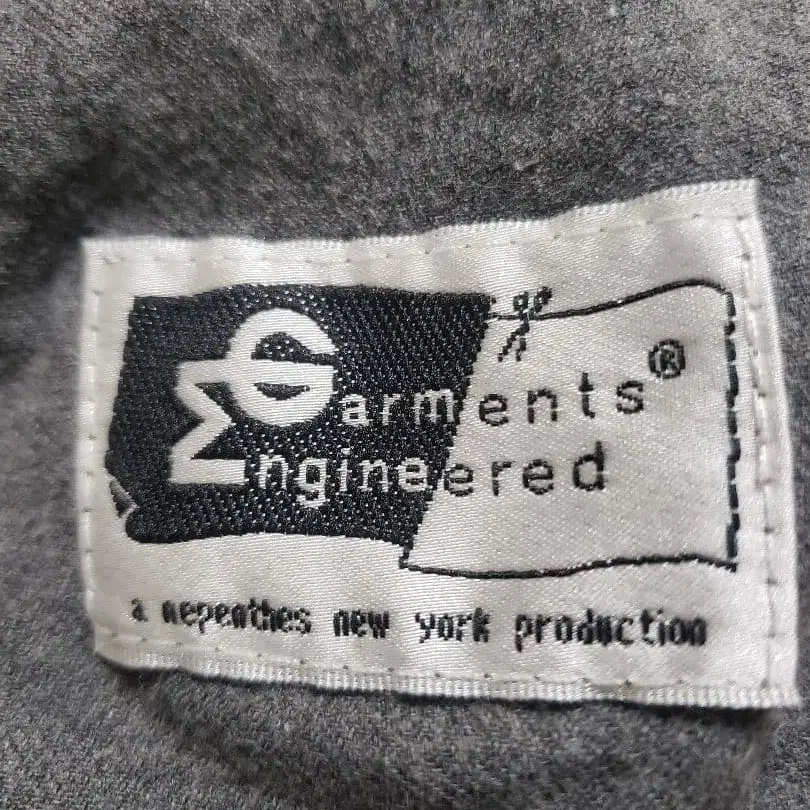 Garments®
Engineered
a nepenthes new york production